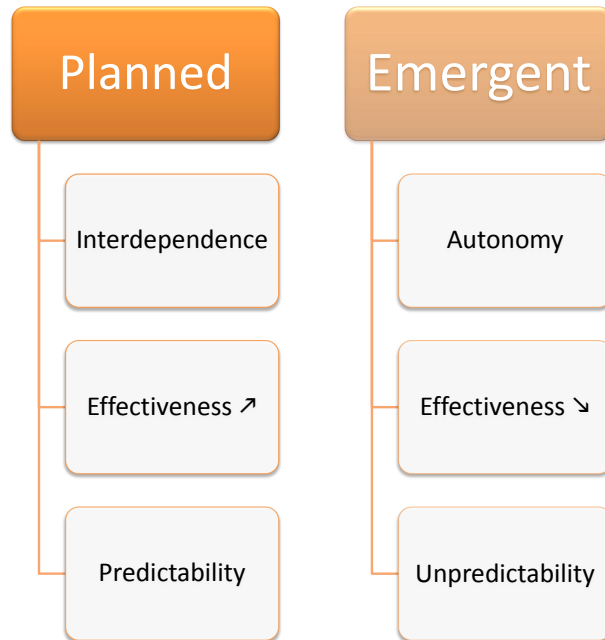 Planned
Interdependence
Effectiveness ↗
Predictability
Emergent
Autonomy
Effectiveness ↘
Unpredictability